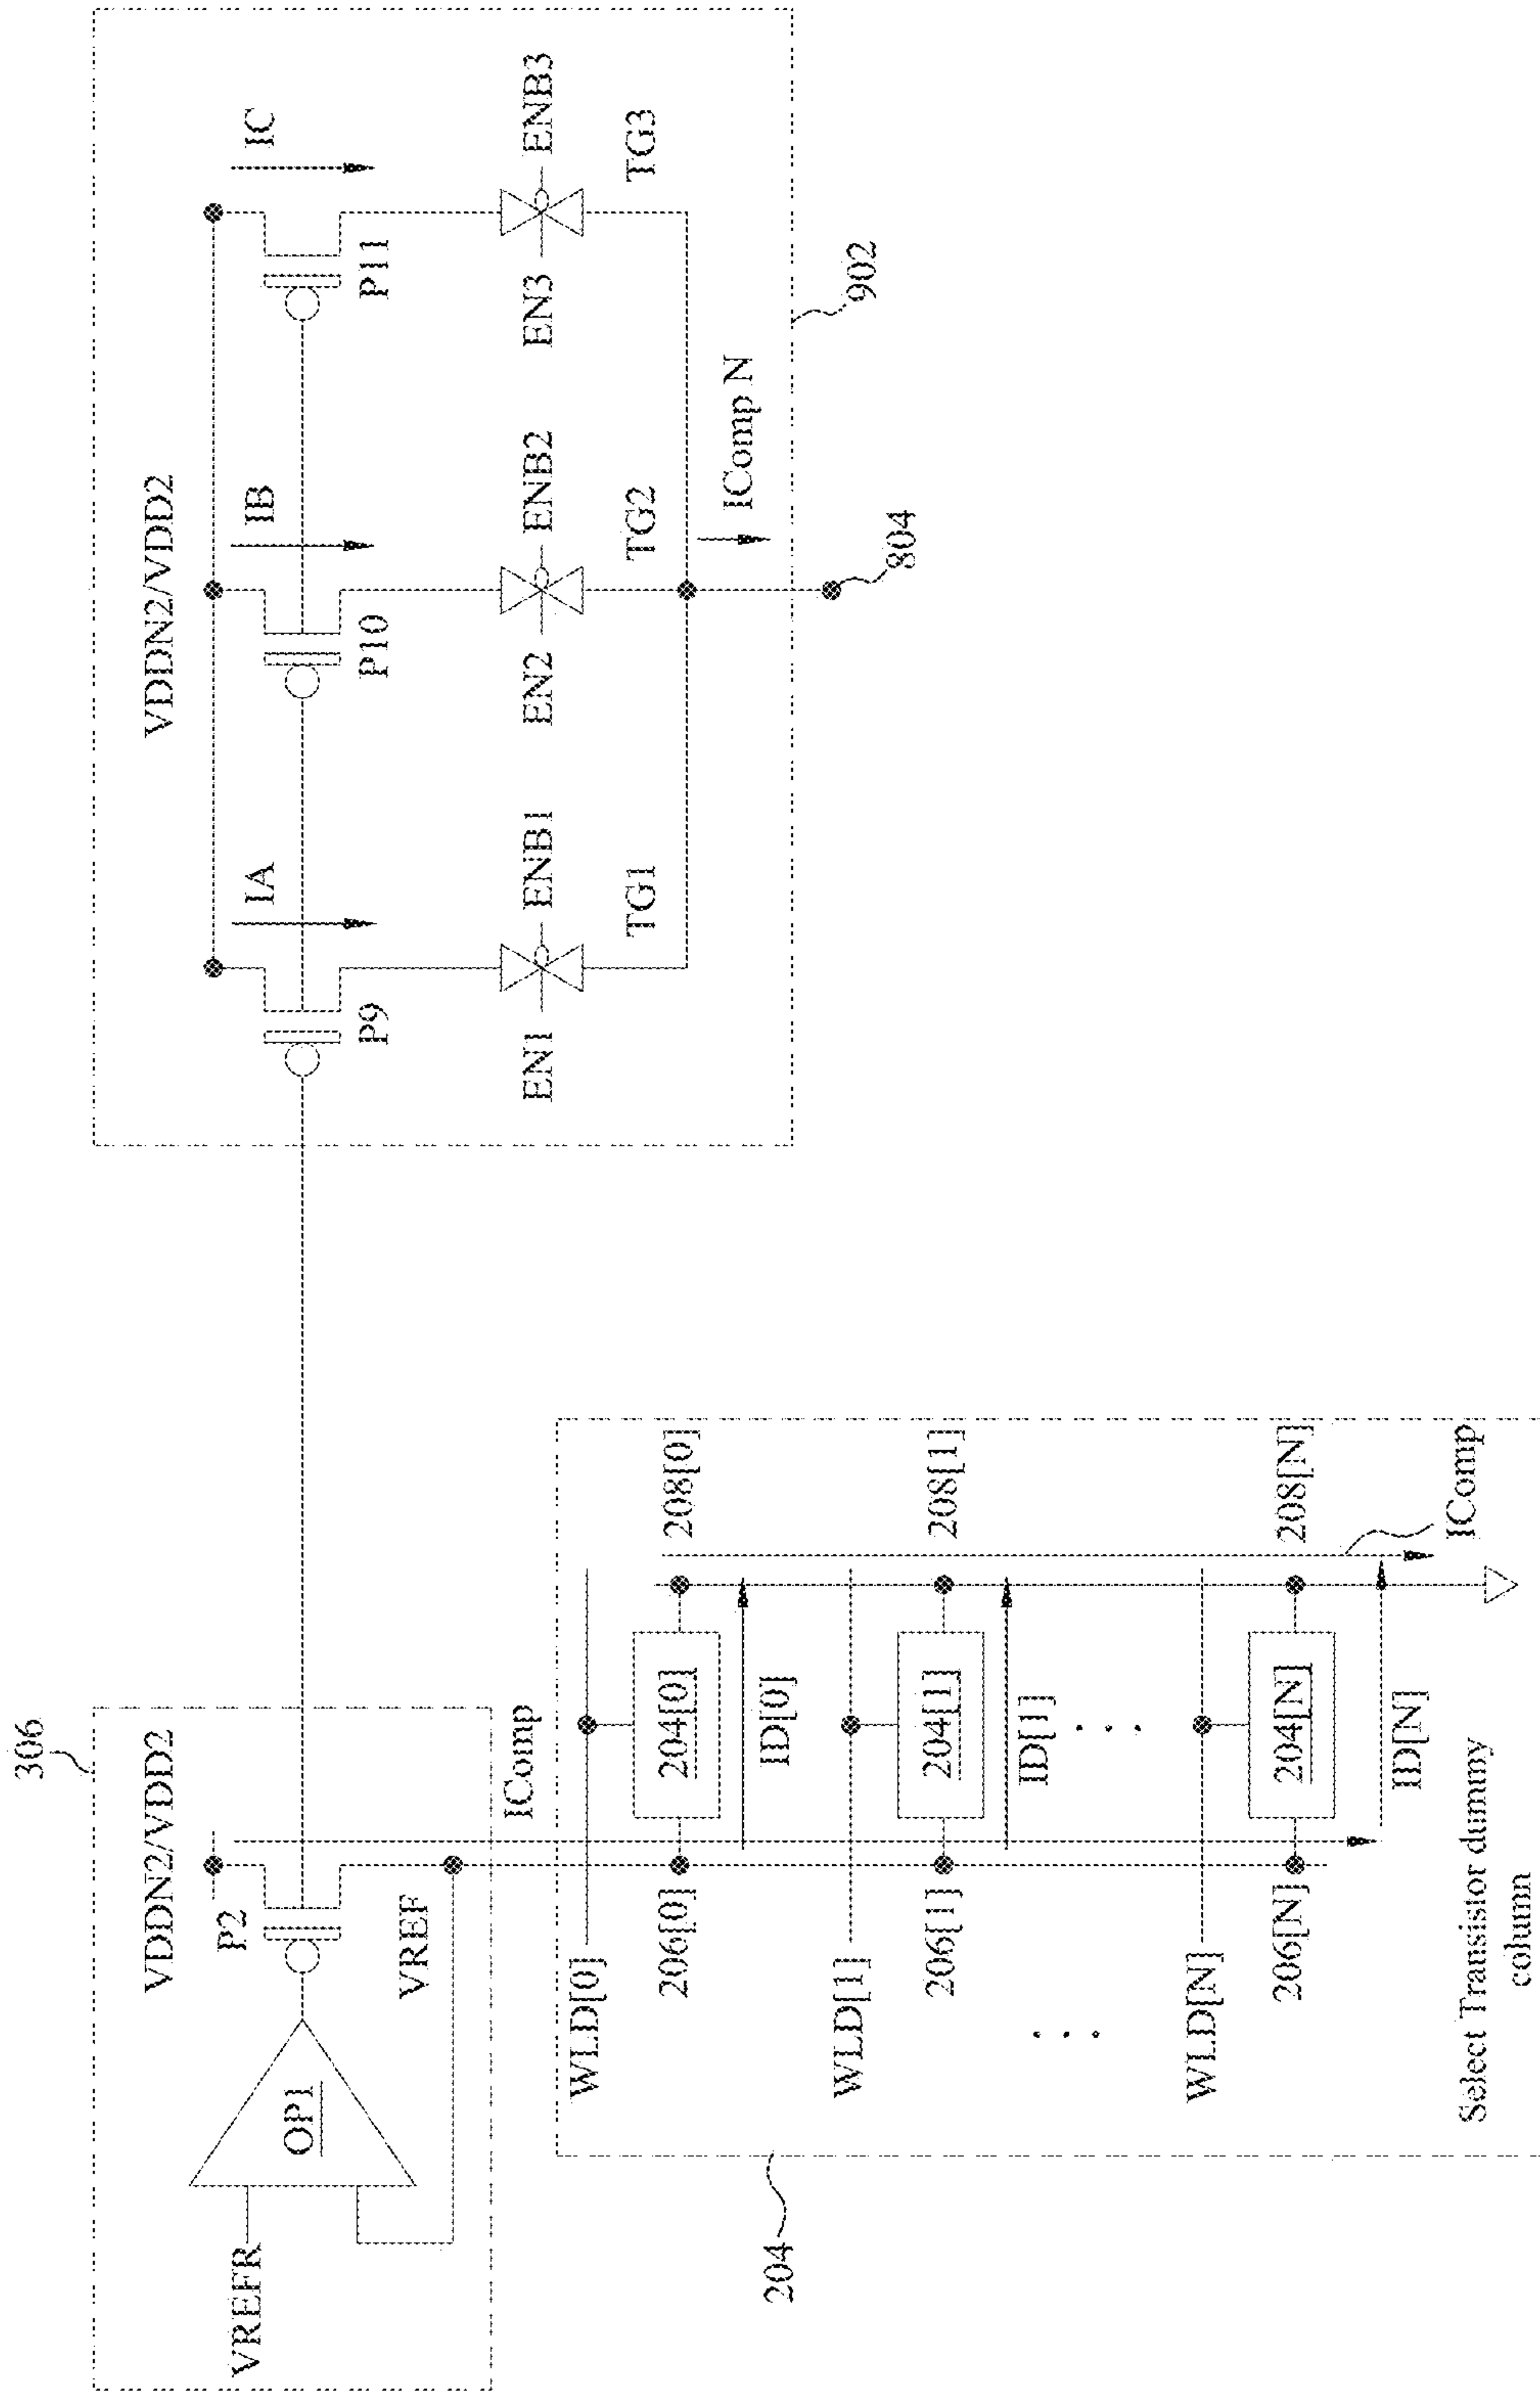 306
VDDN2/VDD2
P2
OP1
VREFR
VREF
IComp
204
WLD[0]
204[0]
206[0]
208[0]
ID[0]
WLD[1]
204[1]
206[1]
208[1]
ID[1]
. . .
. . .
WLD[N]
204[N]
206[N]
208[N]
ID[N]
IComp
Select Transistor dummy
column
VDDN2/VDD2
IA
IB
IC
P9
P10
P11
EN1
ENB1
EN2
ENB2
EN3
ENB3
TG1
TG2
TG3
IComp N
902
804